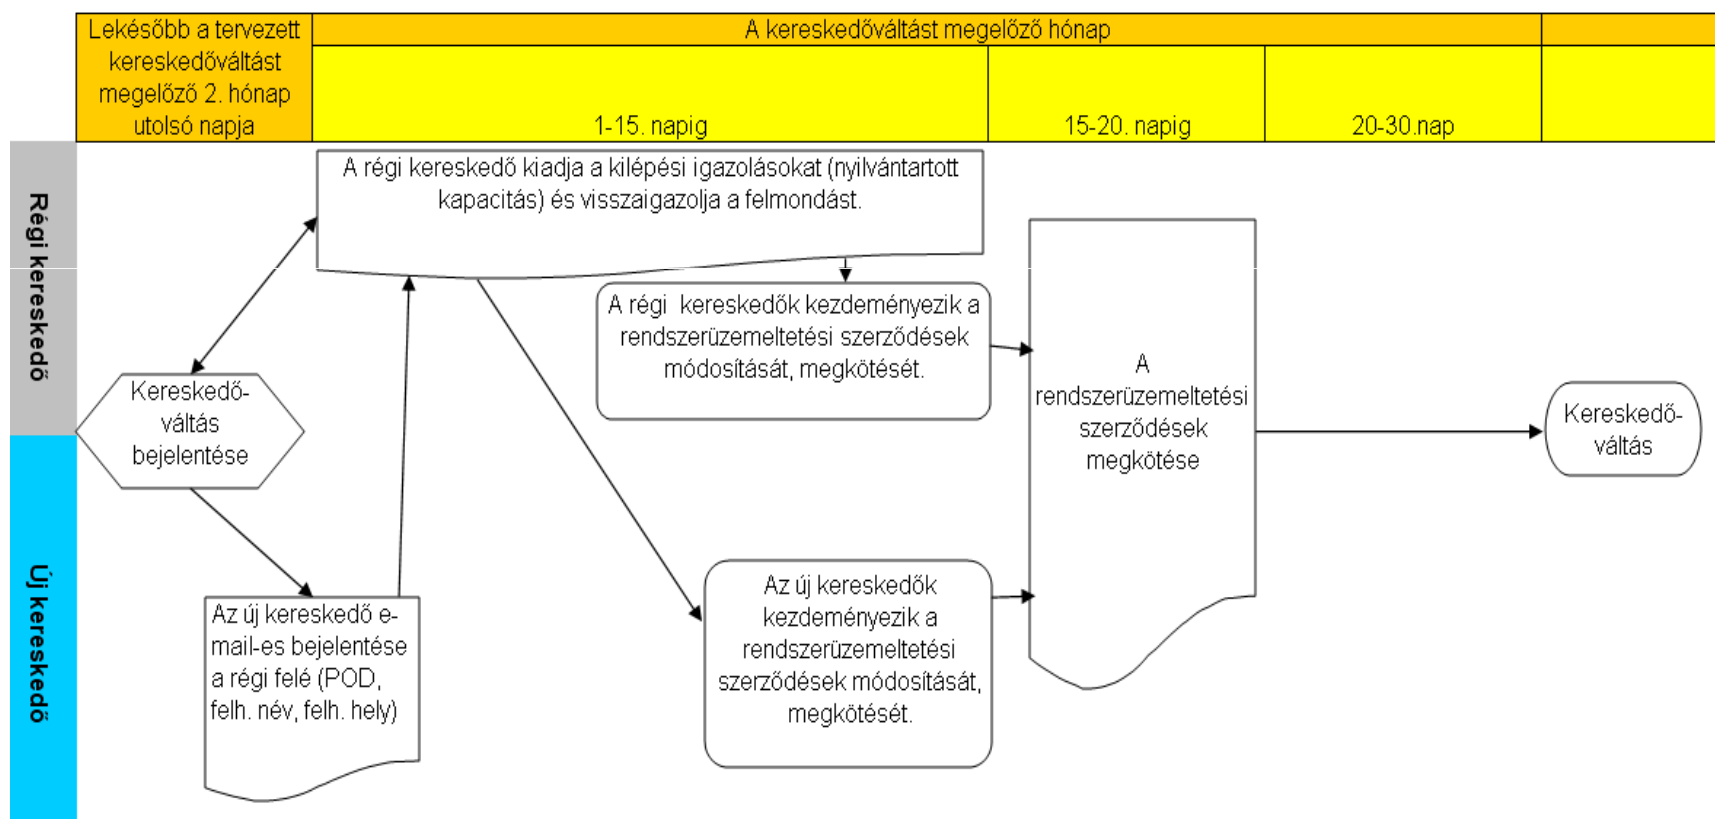 Lekésőbb a tervezett
kereskedőváltást
megelőző 2. hónap
utolsó napja
A kereskedőváltást megelőző hónap
1-15. napig
15-20. napig
20-30.nap
Régi kereskedő
A régi kereskedő kiadja a kilépési igazolásokat (nyilvántartott
kapacitás) és visszaigazolja a felmondást.
A régi  kereskedők kezdeményezik a
rendszerüzemeltetési szerződések
módosítását, megkötését.
Kereskedő-
váltás
bejelentése
A
rendszerüzemeltetési
szerződések
megkötése
Kereskedő-
váltás
Új kereskedő
Az új kereskedő e-
mail-es bejelentése
a régi felé (POD,
felh. név, felh. hely)
Az új kereskedők
kezdeményezik a
rendszerüzemeltetési
szerződések módosítását,
megkötését.